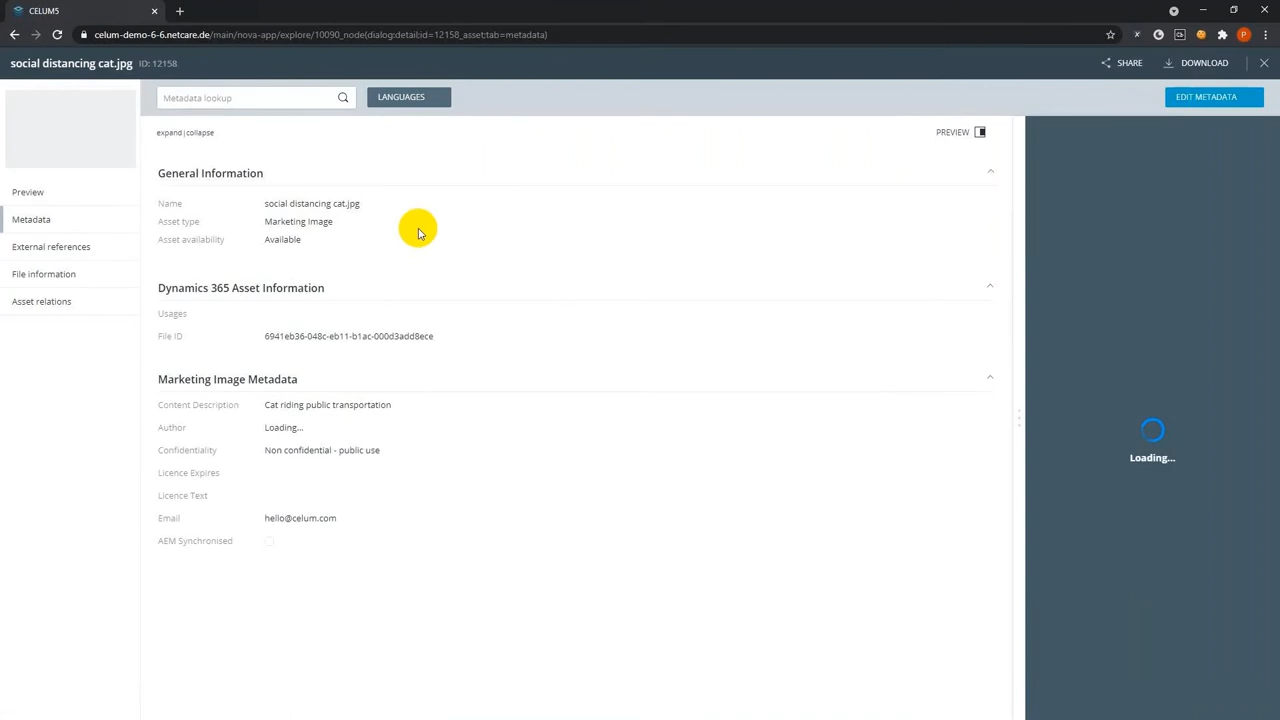 CELUM5
celum-demo-6-6.netcare.de/main/nova-app/explore/10090_node(dialog:detail:id=12158_asset;tab=metadata)
P
social distancing cat.jpg ID: 12158
SHARE
DOWNLOAD
Metadata lookup
LANGUAGES
EDIT METADATA
expand|collapse
PREVIEW
Preview
Metadata
External references
File information
Asset relations
General Information
Name social distancing cat.jpg
Asset type Marketing Image
Asset availability Available
Dynamics 365 Asset Information
Usages
File ID 6941eb36-048c-eb11-b1ac-000d3add8ece
Marketing Image Metadata
Content Description Cat riding public transportation
Author Loading...
Confidentiality Non confidential - public use
Licence Expires
Licence Text
Email hello@celum.com
AEM Synchronised
Loading...